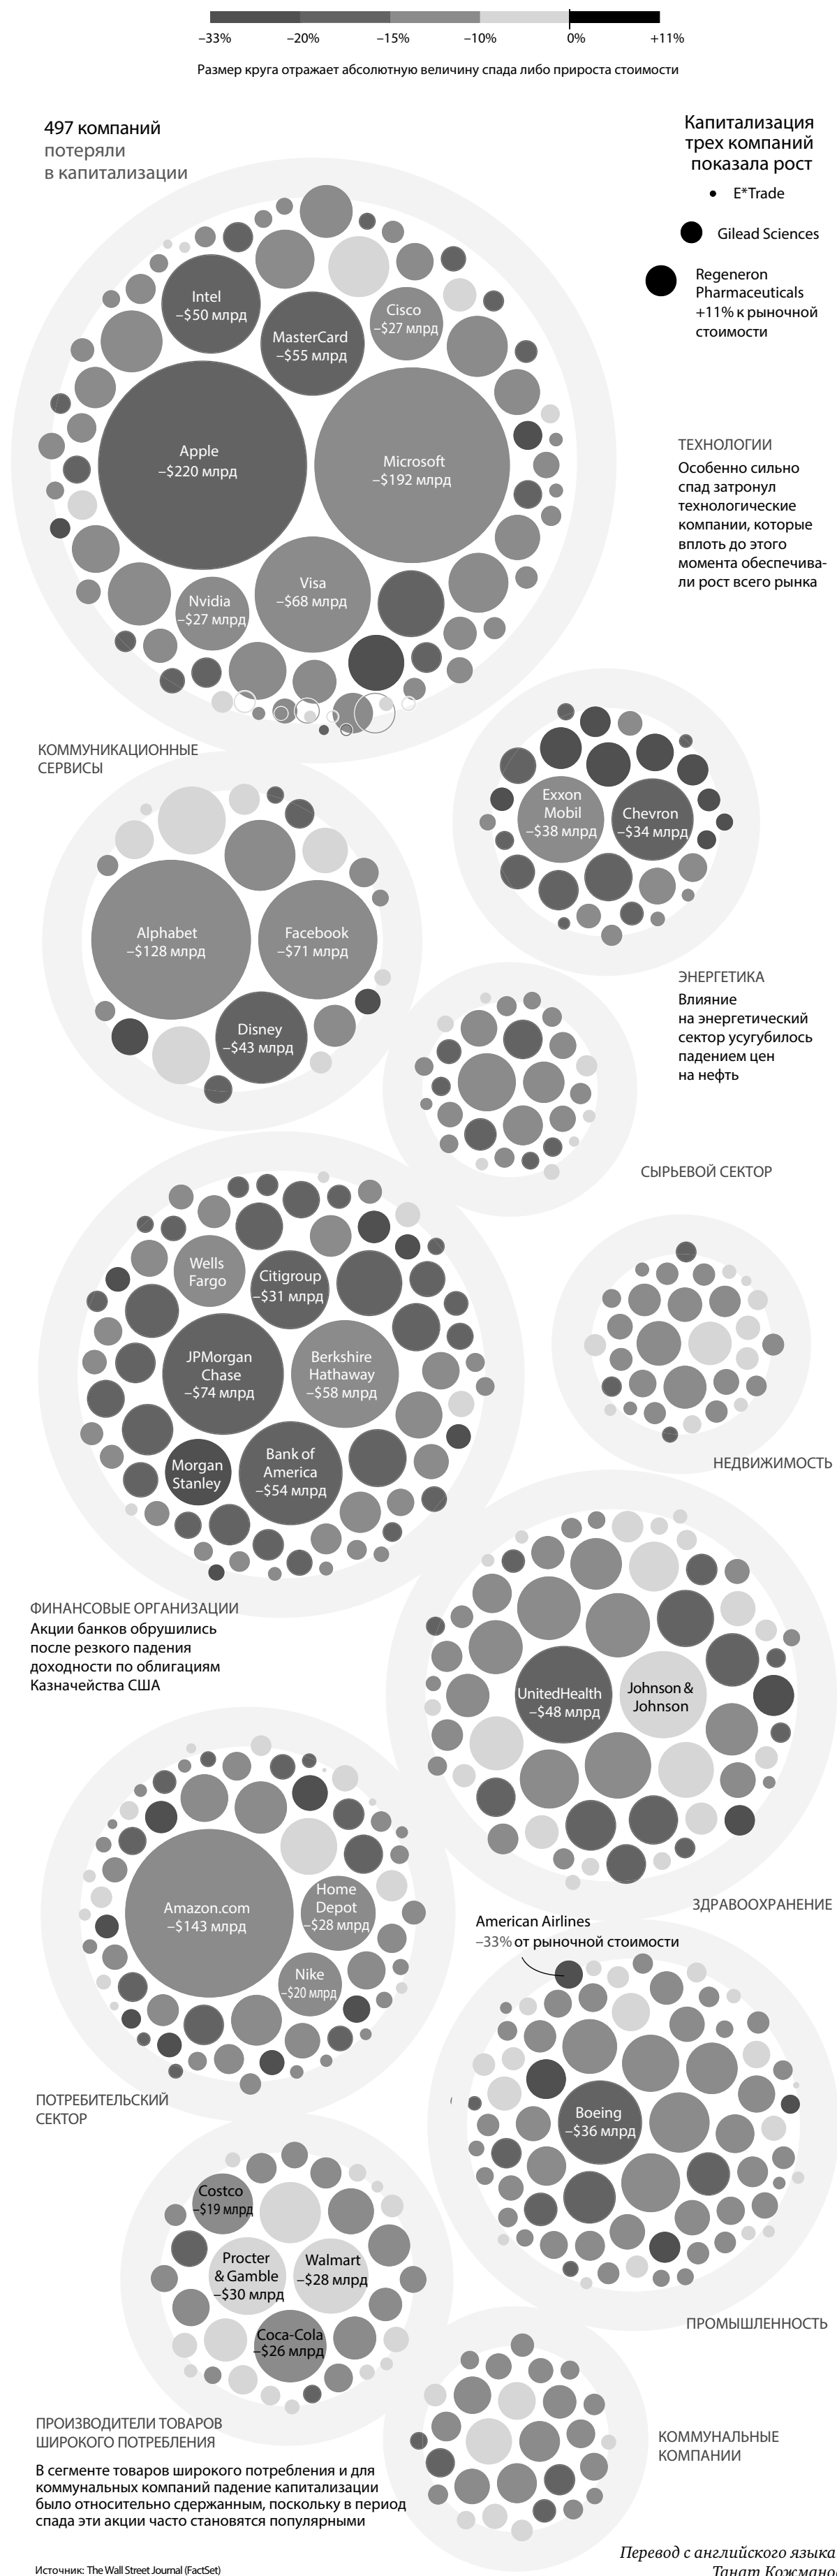 –33%
–20%
–15%
–10%
0%
+11%
Размер круга отражает абсолютную величину спада либо прироста стоимости
497 компаний
потеряли
в капитализации
Капитализация
трех компаний
показала рост
E*Trade
Gilead Sciences
Regeneron
Pharmaceuticals
+11% к рыночной
стоимости
Intel
–$50 млрд
MasterCard
–$55 млрд
Cisco
–$27 млрд
Apple
–$220 млрд
Microsoft
–$192 млрд
Visa
–$68 млрд
Nvidia
–$27 млрд
ТЕХНОЛОГИИ
Особенно сильно
спад затронул
технологические
компании, которые
вплоть до этого
момента обеспечива-
ли рост всего рынка
КОММУНИКАЦИОННЫЕ
СЕРВИСЫ
Alphabet
–$128 млрд
Facebook
–$71 млрд
Disney
–$43 млрд
Exxon
Mobil
–$38 млрд
Chevron
–$34 млрд
ЭНЕРГЕТИКА
Влияние
на энергетический
сектор усугубилось
падением цен
на нефть
СЫРЬЕВОЙ СЕКТОР
Wells
Fargo
Citigroup
–$31 млрд
JPMorgan
Chase
–$74 млрд
Berkshire
Hathaway
–$58 млрд
Morgan
Stanley
Bank of
America
–$54 млрд
НЕДВИЖИМОСТЬ
ФИНАНСОВЫЕ ОРГАНИЗАЦИИ
Акции банков обрушились
после резкого падения
доходности по облигациям
Казначейства США
UnitedHealth
–$48 млрд
Johnson &
Johnson
ЗДРАВООХРАНЕНИЕ
Amazon.com
–$143 млрд
Home
Depot
–$28 млрд
Nike
–$20 млрд
ПОТРЕБИТЕЛЬСКИЙ
СЕКТОР
American Airlines
–33% от рыночной стоимости
Boeing
–$36 млрд
ПРОМЫШЛЕННОСТЬ
Costco
–$19 млрд
Procter
& Gamble
–$30 млрд
Walmart
–$28 млрд
Coca-Cola
–$26 млрд
ПРОИЗВОДИТЕЛИ ТОВАРОВ
ШИРОКОГО ПОТРЕБЛЕНИЯ
В сегменте товаров широкого потребления и для
коммунальных компаний падение капитализации
было относительно сдержанным, поскольку в период
спада эти акции часто становятся популярными
КОММУНАЛЬНЫЕ
КОМПАНИИ
Источник: The Wall Street Journal (FactSet)
Перевод с английского языка
Танат Кожмано